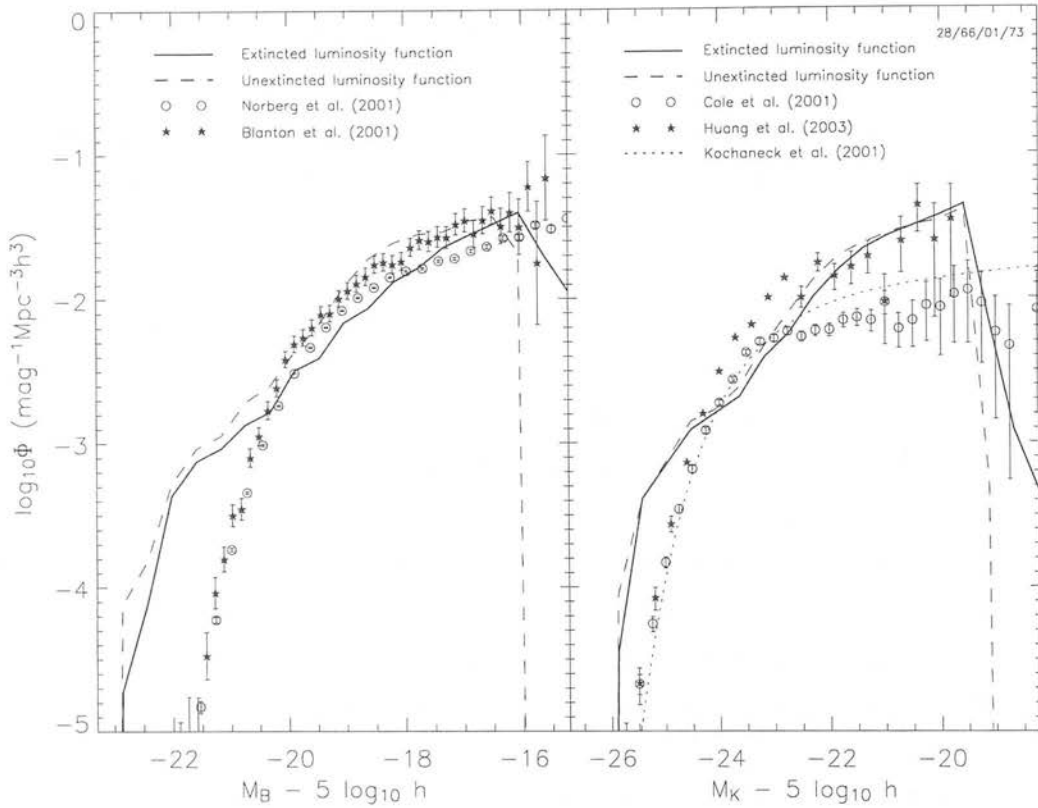 0
−1
−2
−3
−4
−5
log₁₀Φ (mag⁻¹Mpc⁻³h³)
Extincted luminosity function
Unextincted luminosity function
Norberg et al. (2001)
Blanton et al. (2001)
−22
−20
−18
−16
M_B − 5 log₁₀ h
28/66/01/73
Extincted luminosity function
Unextincted luminosity function
Cole et al. (2001)
Huang et al. (2003)
Kochaneck et al. (2001)
−26
−24
−22
−20
M_K − 5 log₁₀ h